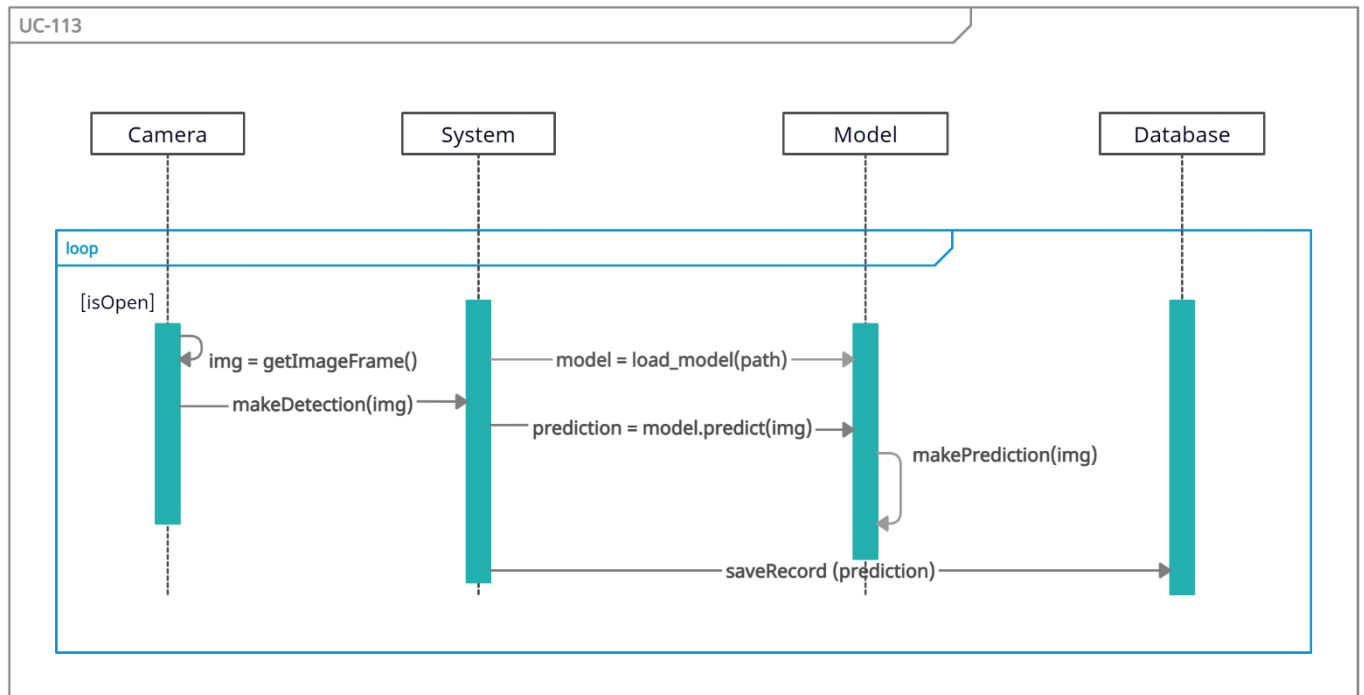 UC-113
Camera
System
Model
Database
loop
[isOpen]
img = getImageFrame()
model = load_model(path)
makeDetection(img)
prediction = model.predict(img)
makePrediction(img)
saveRecord (prediction)